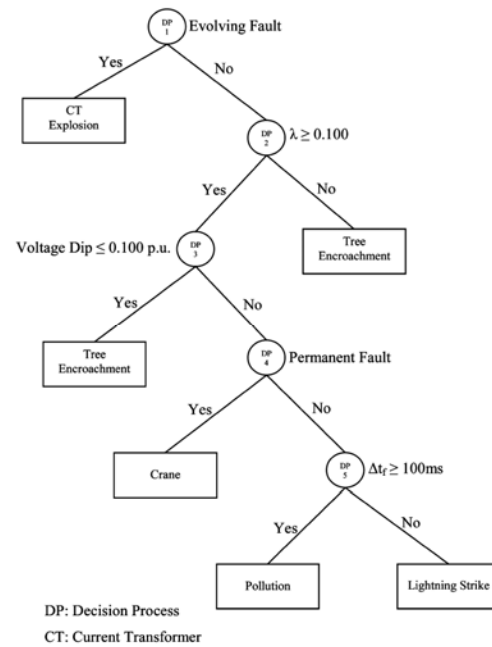 DP
1
Evolving Fault
Yes
No
CT
Explosion
DP
2
λ ≥ 0.100
Yes
No
Voltage Dip ≤ 0.100 p.u.
DP
3
Tree
Encroachment
Yes
No
Tree
Encroachment
DP
4
Permanent Fault
Yes
No
Crane
DP
5
Δtf ≥ 100ms
Yes
No
Pollution
Lightning Strike
DP: Decision Process
CT: Current Transformer